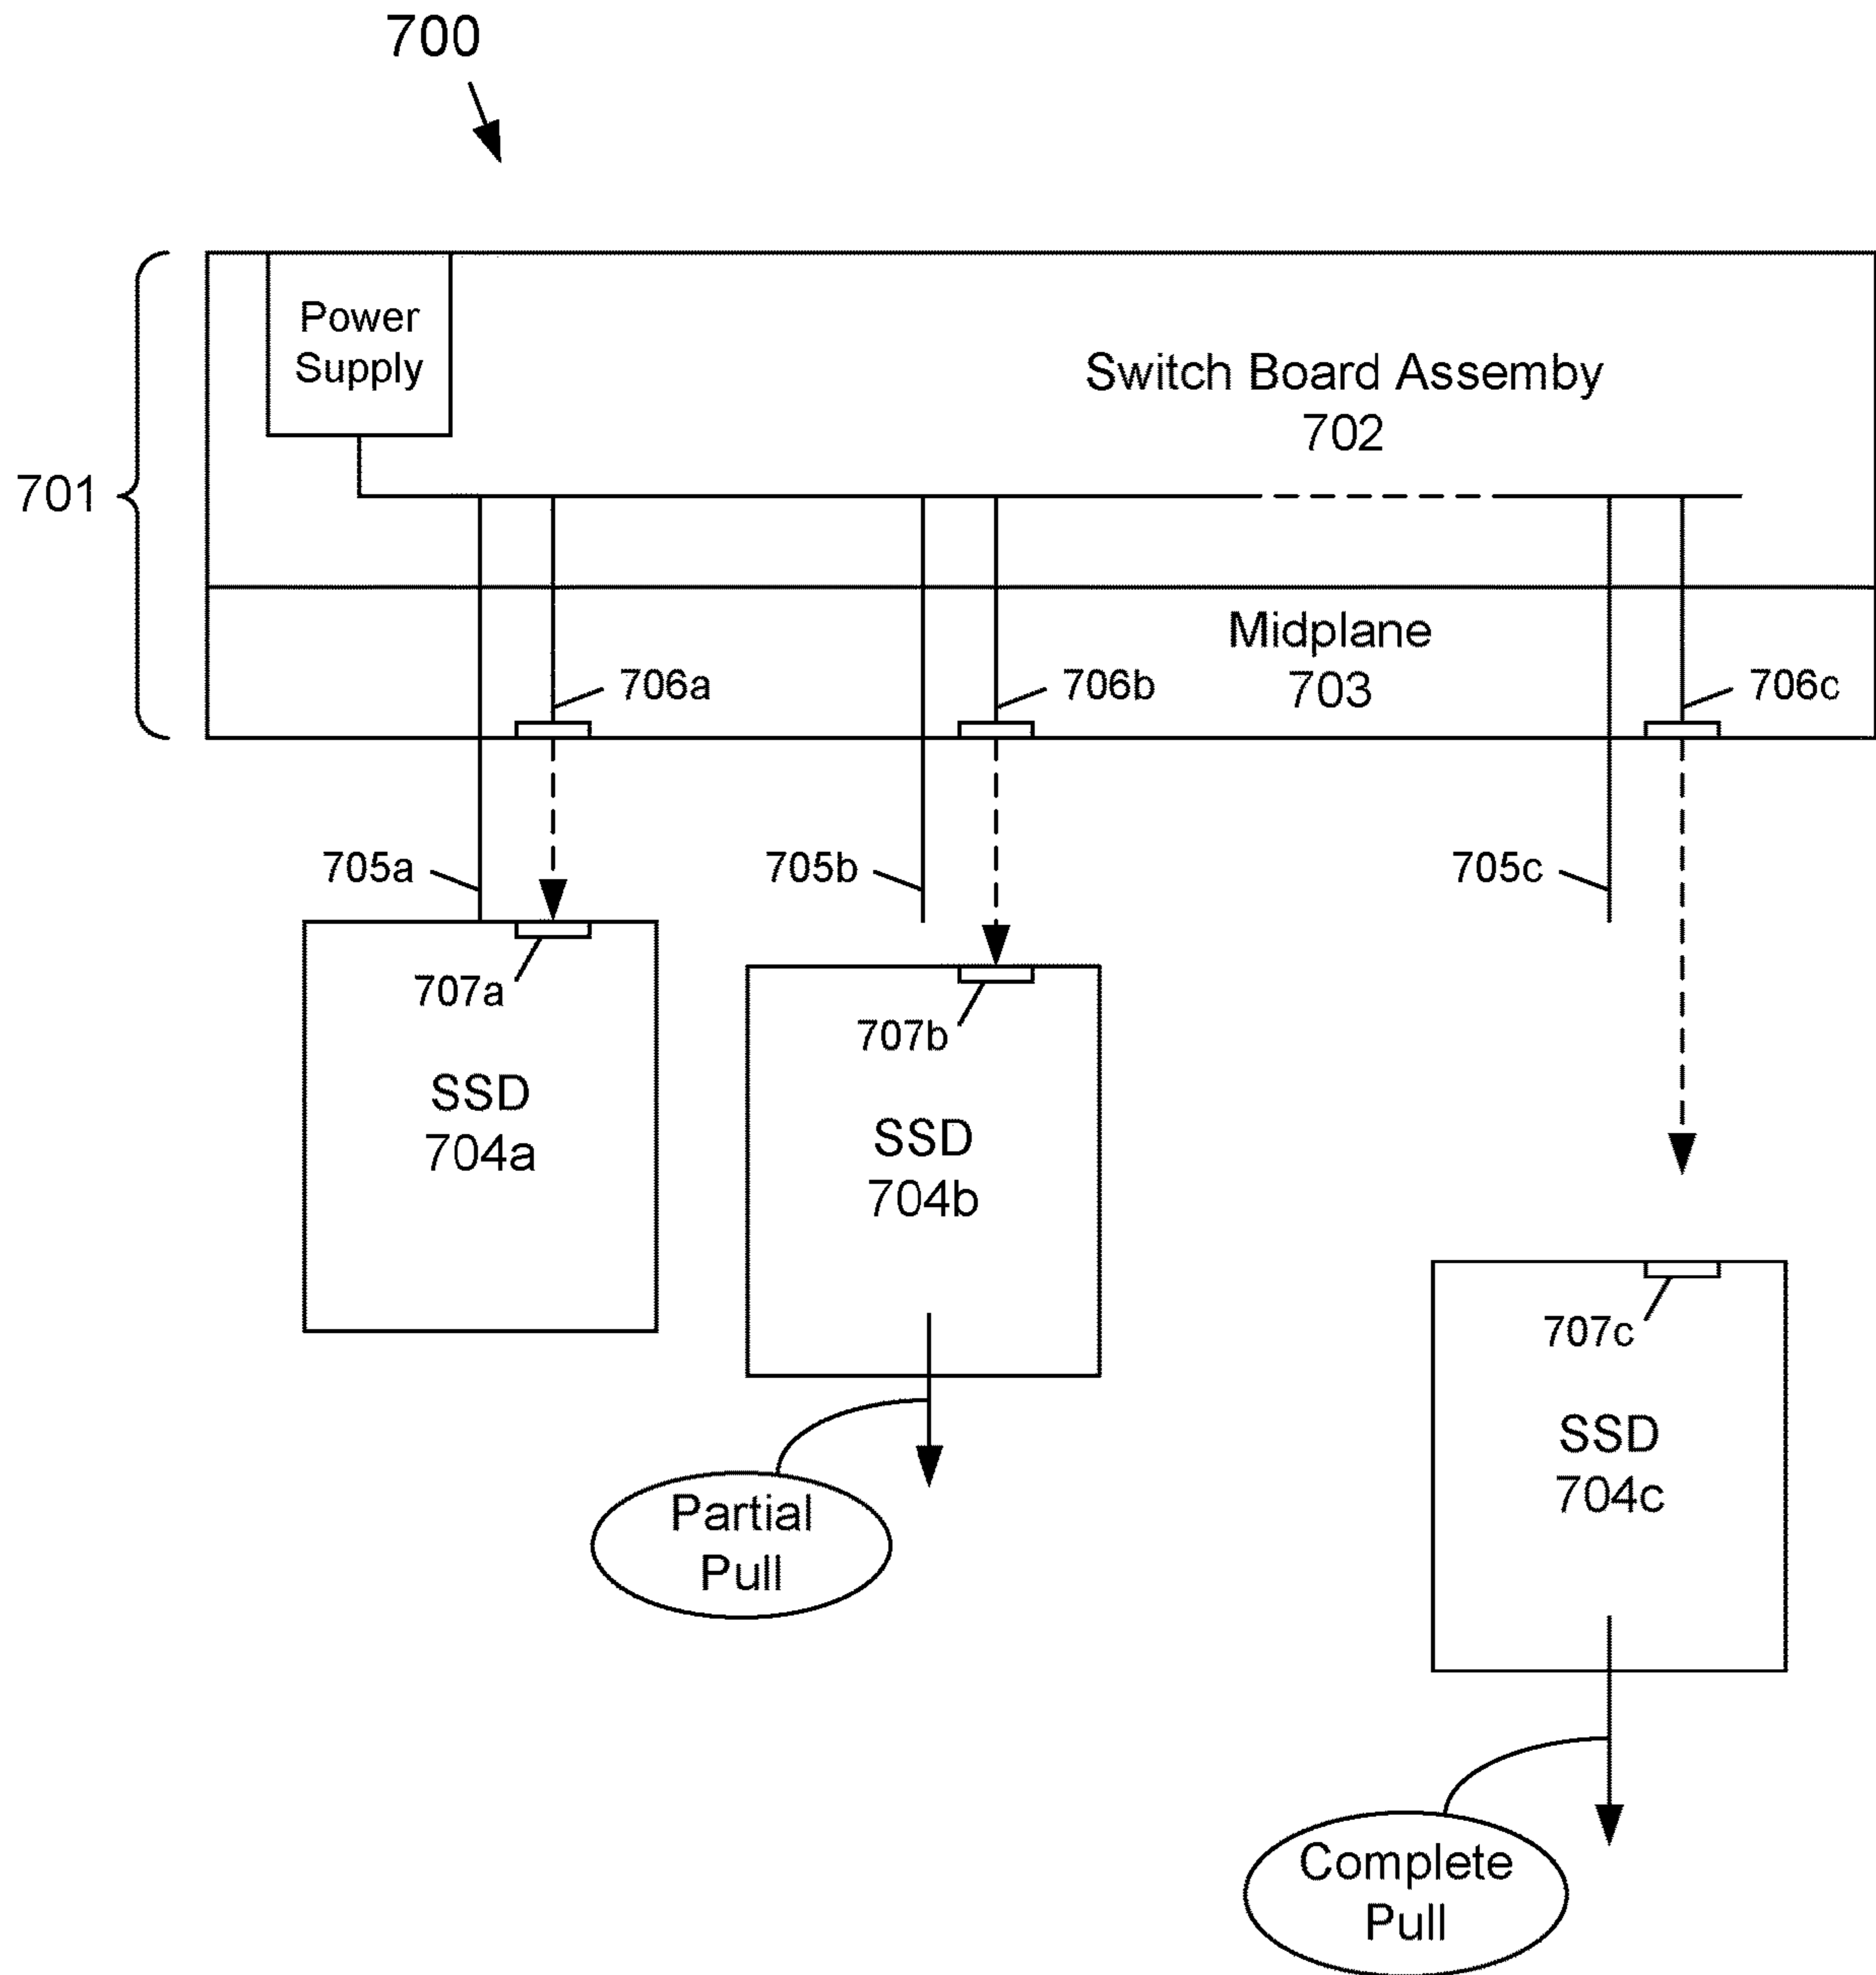 700
Power
Supply
Switch Board Assemby
702
701
Midplane
703
706a
706b
706c
705a
705b
705c
707a
707b
SSD
704a
SSD
704b
707c
SSD
704c
Partial
Pull
Complete
Pull